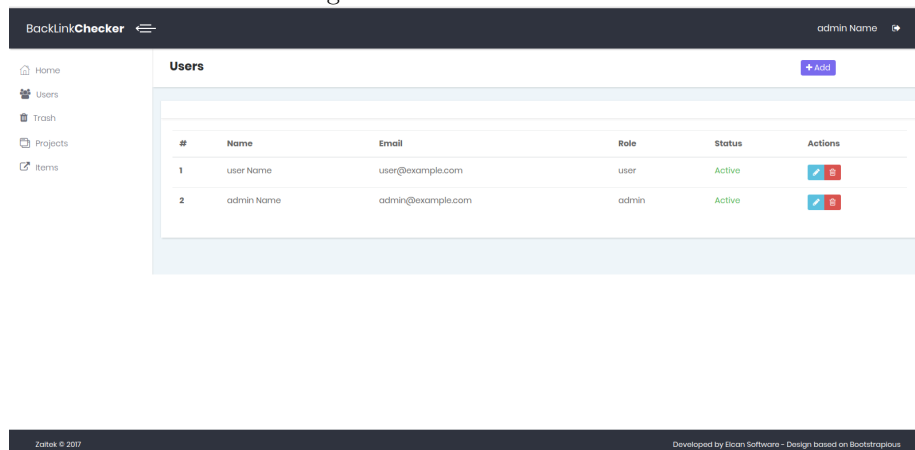 BackLinkChecker
admin Name
Home
Users
Trash
Projects
Items
Users
+ Add
# Name Email Role Status Actions
1 user Name user@example.com user Active
2 admin Name admin@example.com admin Active
Zaitek © 2017
Developed by Elcan Software - Design based on Bootstrapious